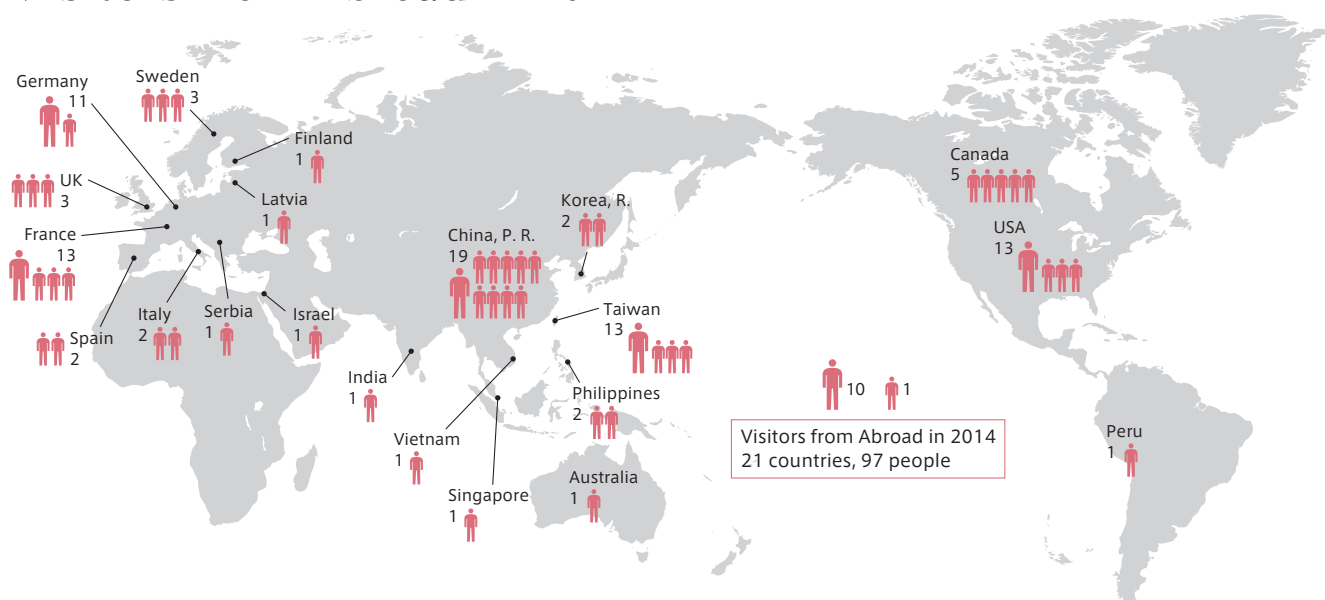 Germany
11
Sweden
3
Finland
1
UK
3
Latvia
1
France
13
Spain
2
Italy
2
Serbia
1
Israel
1
China, P. R.
19
Korea, R.
2
Taiwan
13
India
1
Philippines
2
Vietnam
1
Singapore
1
Australia
1
Canada
5
USA
13
Peru
1
10
1
Visitors from Abroad in 2014
21 countries, 97 people